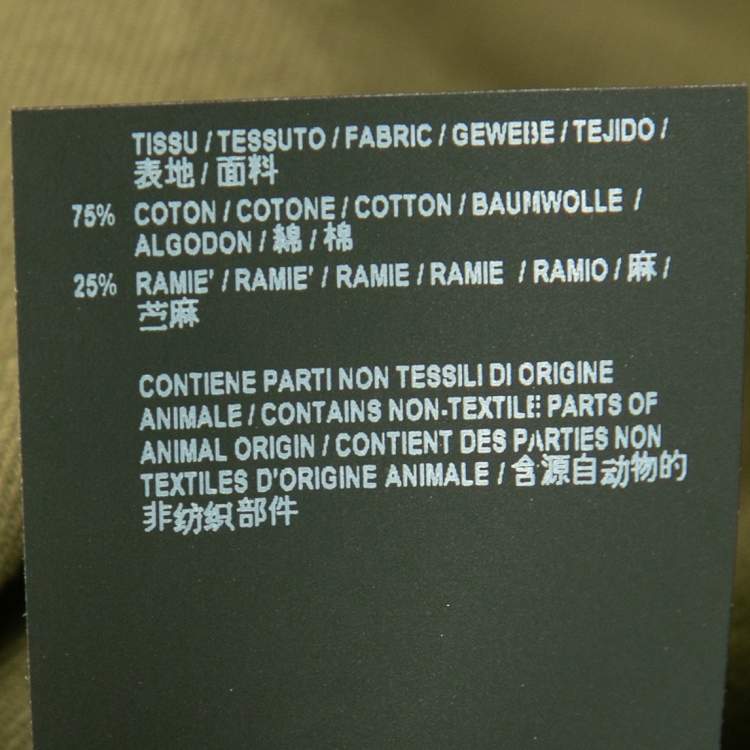 TISSU / TESSUTO / FABRIC / GEWEBE / TEJIDO /
表地 / 面料
75% COTON / COTONE / COTTON / BAUMWOLLE /
ALGODON / 綿 / 棉
25% RAMIE' / RAMIE' / RAMIE / RAMIE / RAMIO / 麻 /
苎麻
CONTIENE PARTI NON TESSILI DI ORIGINE
ANIMALE / CONTAINS NON-TEXTILE PARTS OF
ANIMAL ORIGIN / CONTIENT DES PARTIES NON
TEXTILES D'ORIGINE ANIMALE / 含源自动物的
非纺织部件